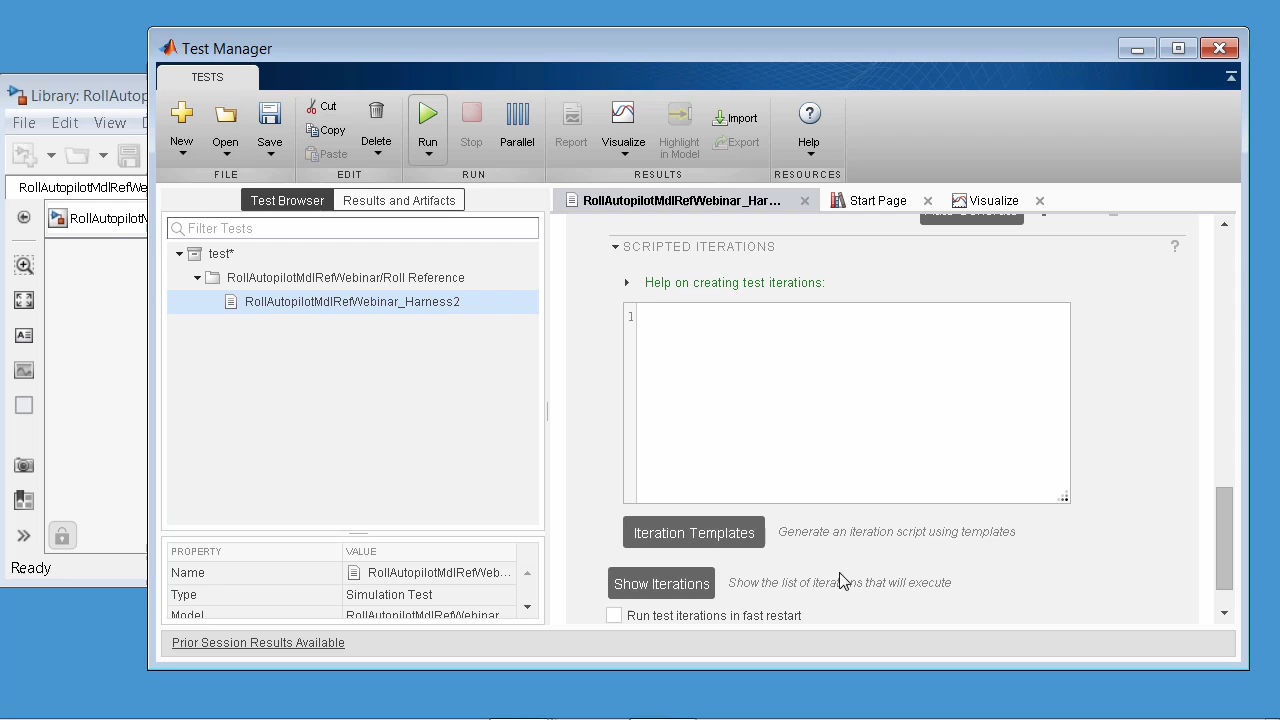 Test Manager
TESTS
Library: RollAutop
File Edit View
New
Open
Save
Cut
Copy
Paste
Delete
Run
Stop
Parallel
Report
Visualize
Highlight
in Model
Import
Export
Help
FILE
EDIT
RUN
RESULTS
RESOURCES
RollAutopilotMdlRefWe
RollAutopilotM
Test Browser
Results and Artifacts
RollAutopilotMdlRefWebinar_Har...
Start Page
Visualize
Filter Tests
test*
RollAutopilotMdlRefWebinar/Roll Reference
RollAutopilotMdlRefWebinar_Harness2
SCRIPTED ITERATIONS
?
Help on creating test iterations:
1
Iteration Templates
Generate an iteration script using templates
Show Iterations
Show the list of iterations that will execute
Run test iterations in fast restart
PROPERTY VALUE
Name RollAutopilotMdlRefWeb...
Type Simulation Test
Model RollAutopilotMdlRefWebinar
Ready
Prior Session Results Available